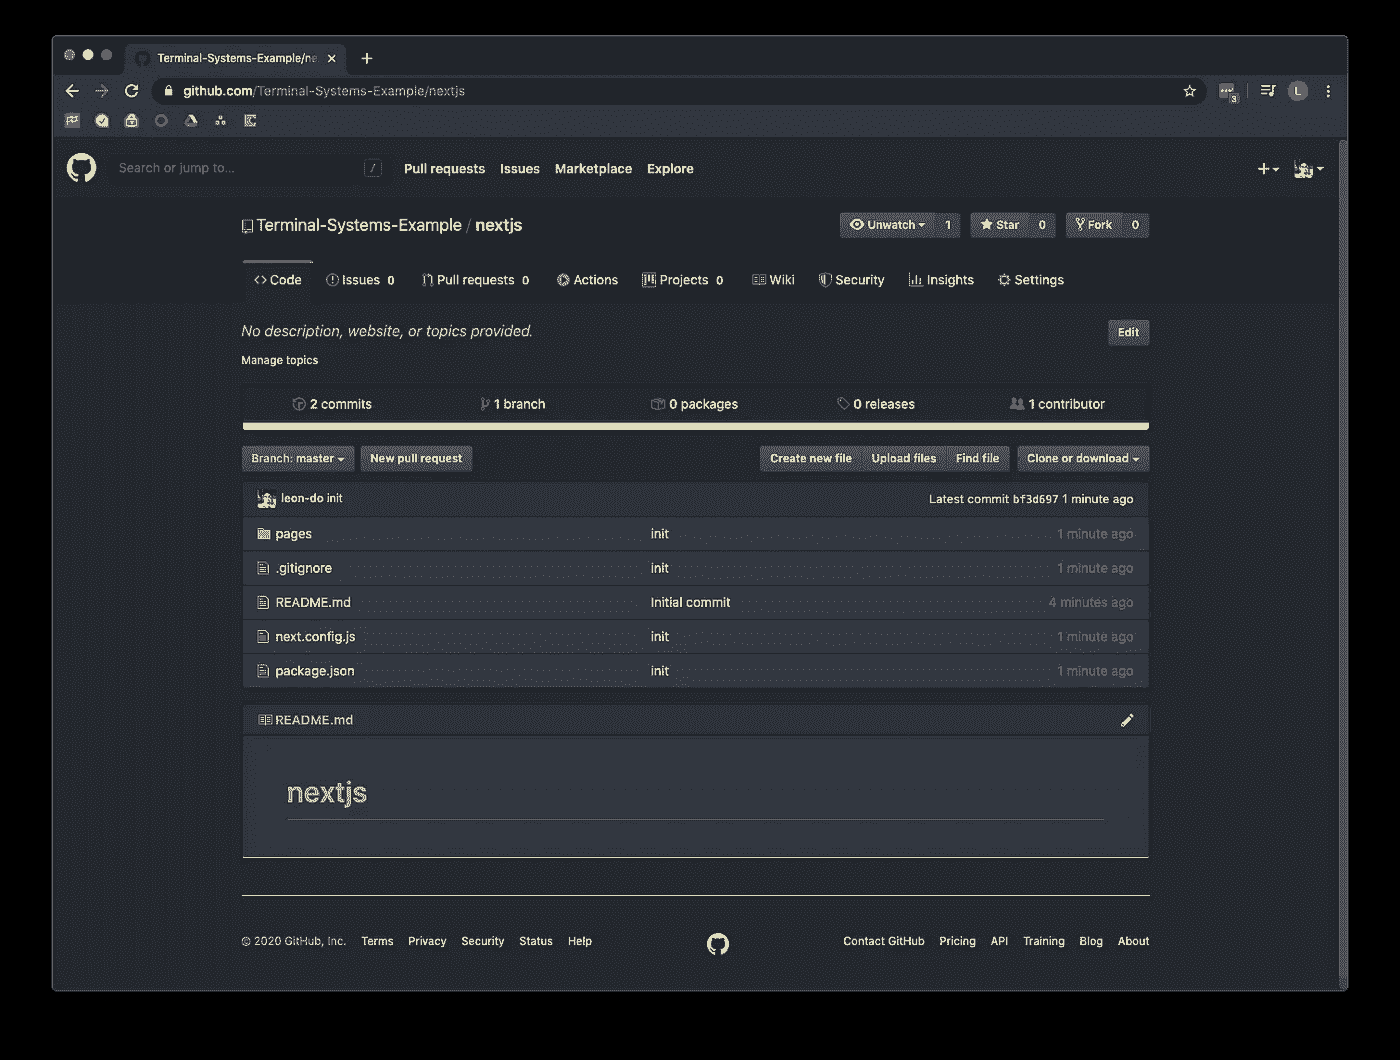 Terminal-Systems-Example/ne
github.com/Terminal-Systems-Example/nextjs
3
L
Search or jump to... / Pull requests Issues Marketplace Explore
Terminal-Systems-Example / nextjs Unwatch 1 Star 0 Fork 0
Code Issues 0 Pull requests 0 Actions Projects 0 Wiki Security Insights Settings
No description, website, or topics provided. Edit
Manage topics
2 commits 1 branch 0 packages 0 releases 1 contributor
Branch: master New pull request Create new file Upload files Find file Clone or download
leon-do init Latest commit bf3d697 1 minute ago
pages init 1 minute ago
.gitignore init 1 minute ago
README.md Initial commit 4 minutes ago
next.config.js init 1 minute ago
package.json init 1 minute ago
README.md
nextjs
© 2020 GitHub, Inc. Terms Privacy Security Status Help Contact GitHub Pricing API Training Blog About